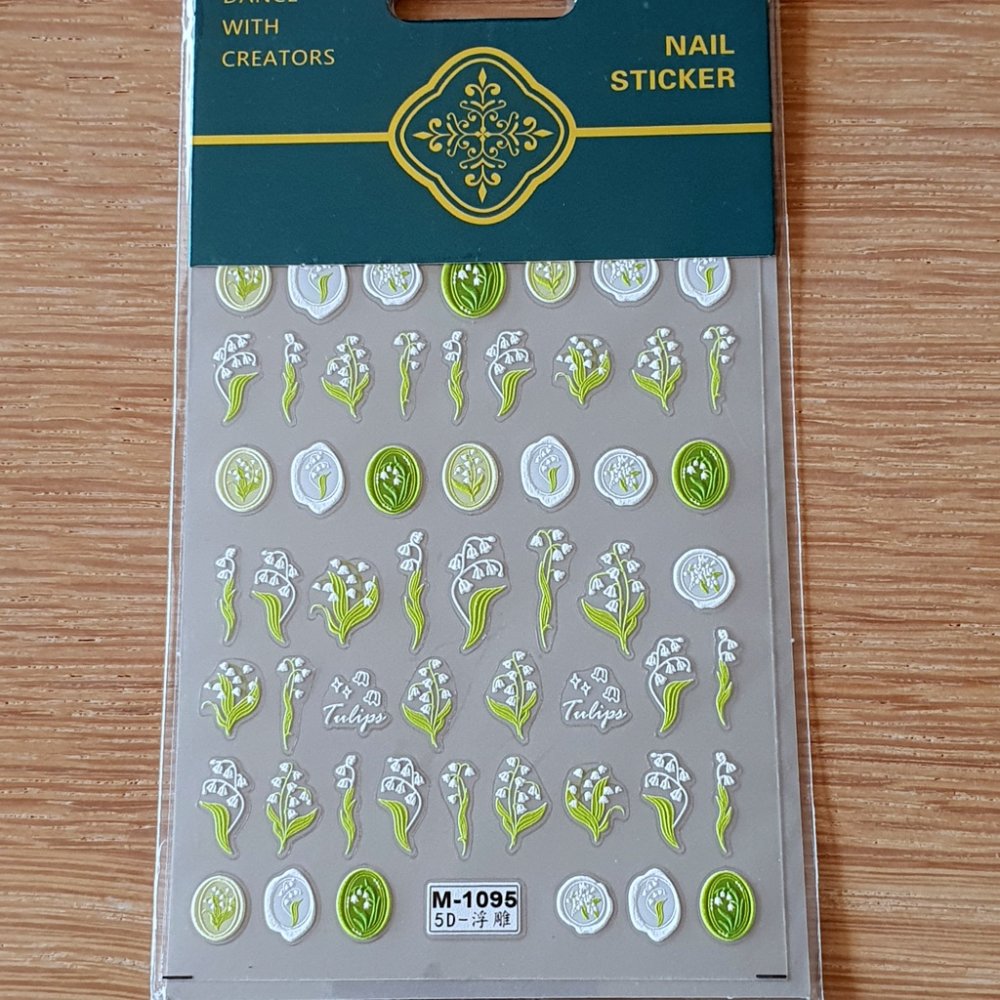 DANCE
WITH
CREATORS
NAIL
STICKER
Tulips
Tulips
M-1095
5D-浮雕